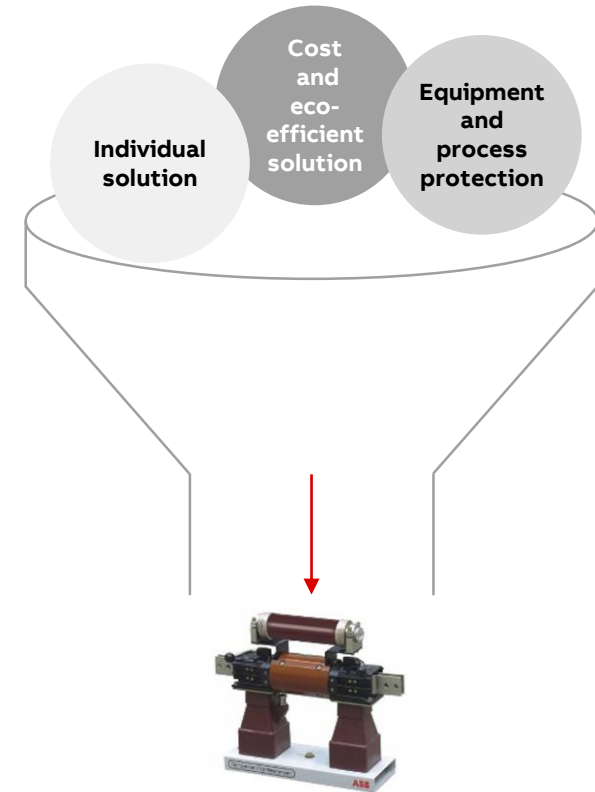 Cost
and
eco-
efficient
solution
Individual
solution
Equipment
and
process
protection
ABB